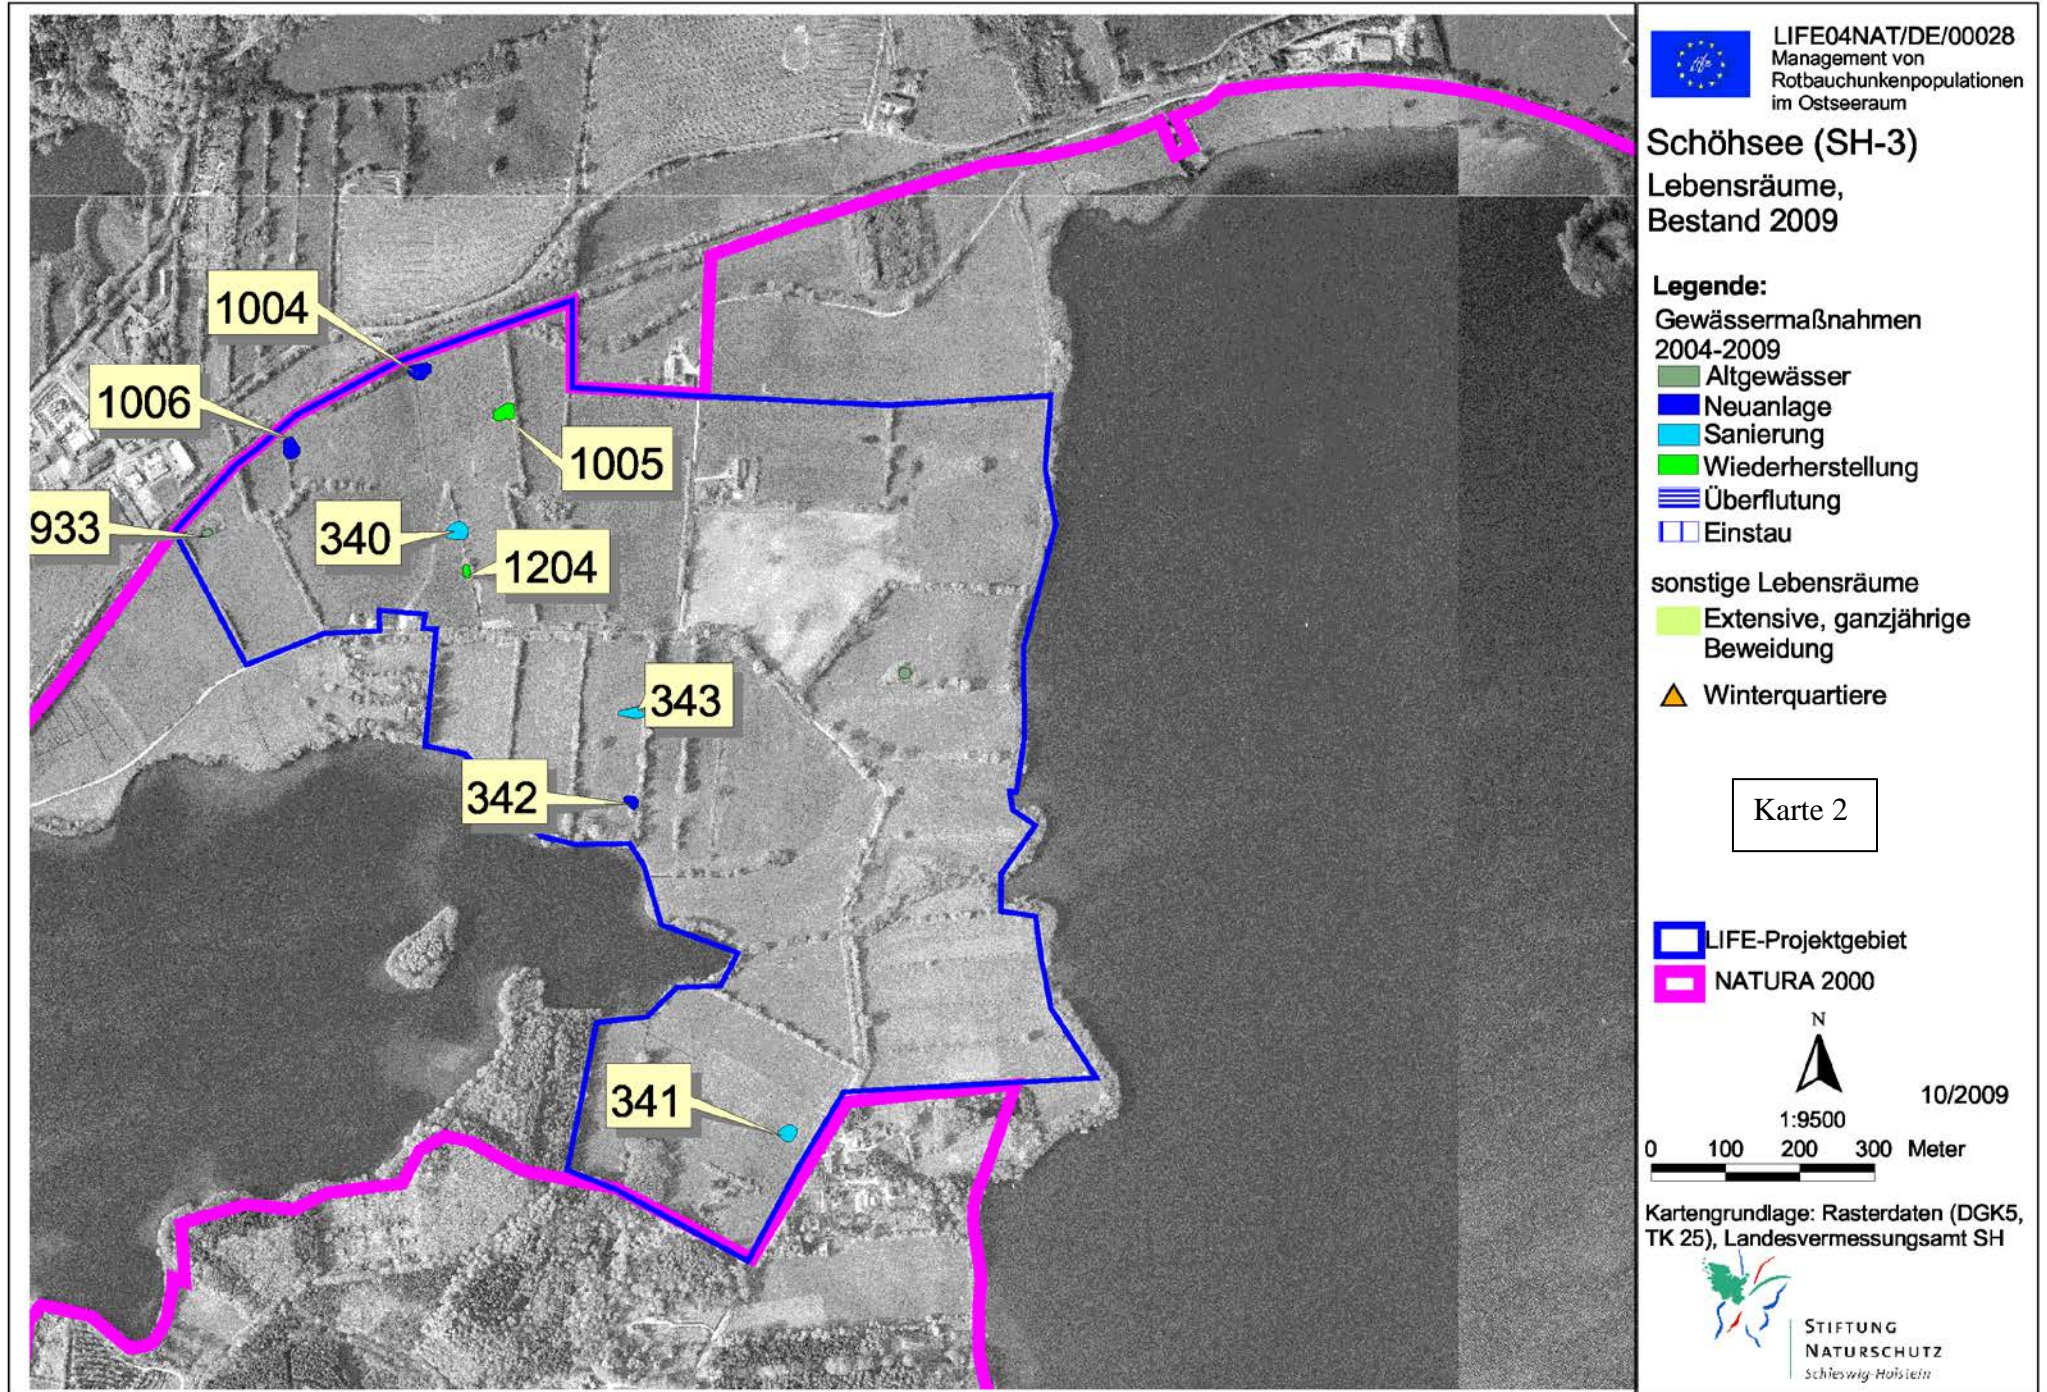 1004
1006
1005
933
340
1204
343
342
341
LIFE04NAT/DE/00028
Management von
Rotbauchunkenpopulationen
im Ostseeraum
Schöhsee (SH-3)
Lebensräume,
Bestand 2009
Legende:
Gewässermaßnahmen
2004-2009
Altgewässer
Neuanlage
Sanierung
Wiederherstellung
Überflutung
Einstau
sonstige Lebensräume
Extensive, ganzjährige
Beweidung
Winterquartiere
Karte 2
LIFE-Projektgebiet
NATURA 2000
N
10/2009
1:9500
0 100 200 300 Meter
Kartengrundlage: Rasterdaten (DGK5,
TK 25), Landesvermessungsamt SH
STIFTUNG
NATURSCHUTZ
Schleswig-Holstein